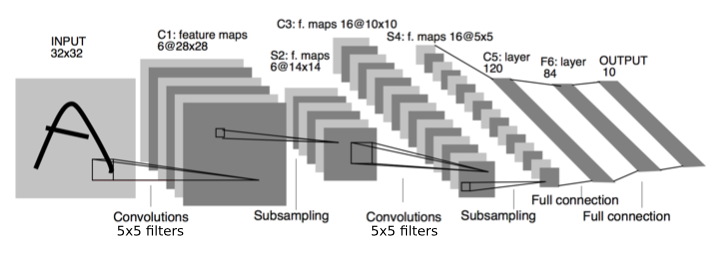 INPUT
32x32
C1: feature maps
6@28x28
S2: f. maps
6@14x14
C3: f. maps 16@10x10
S4: f. maps 16@5x5
C5: layer
120
F6: layer
84
OUTPUT
10
A
Convolutions
5x5 filters
Subsampling
Convolutions
5x5 filters
Subsampling
Full connection
Full connection